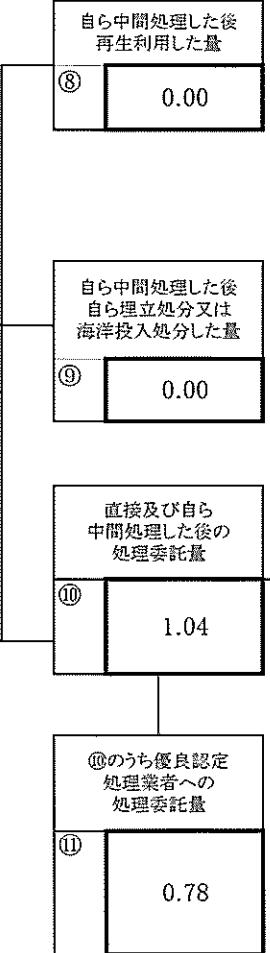 自ら中間処理した後
再生利用した量
⑧
0.00
自ら中間処理した後
自ら埋立処分又は
海洋投入処分した量
⑨
0.00
直接及び自ら
中間処理した後の
処理委託量
⑩
1.04
⑩のうち優良認定
処理業者への
処理委託量
⑪
0.78